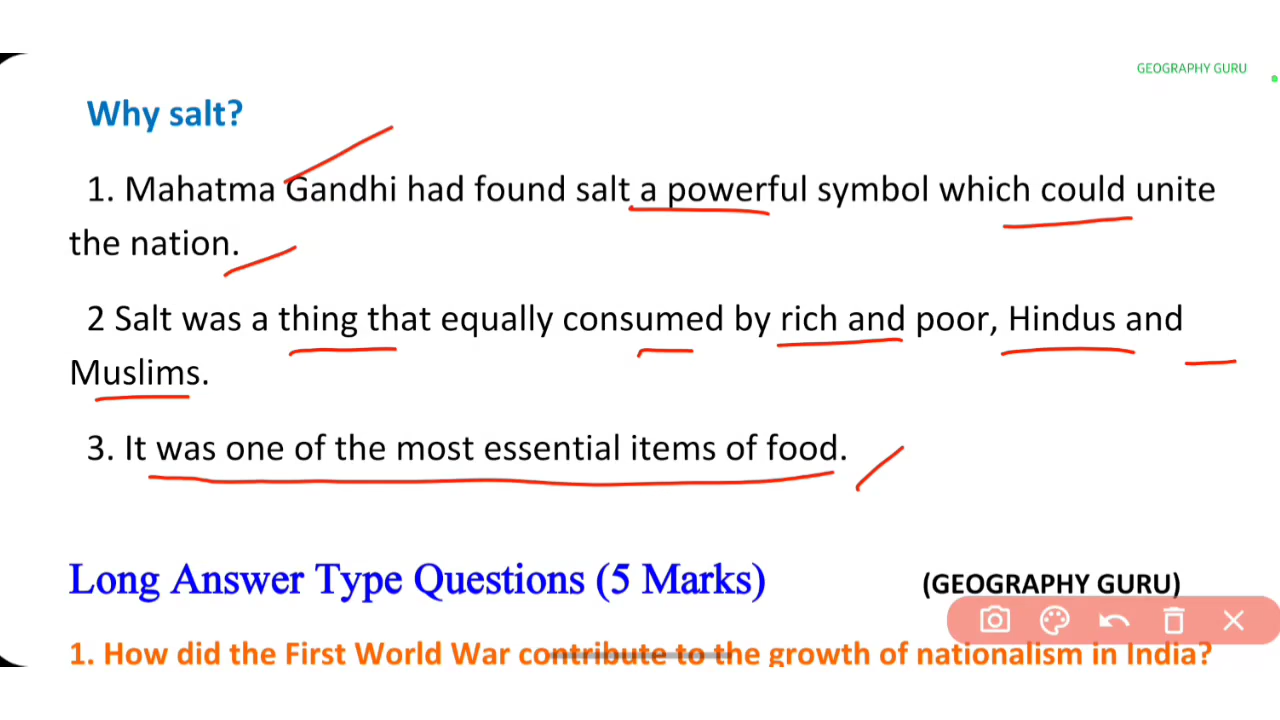 GEOGRAPHY GURU
Why salt?
1. Mahatma Gandhi had found salt a powerful symbol which could unite
the nation.
2 Salt was a thing that equally consumed by rich and poor, Hindus and
Muslims.
3. It was one of the most essential items of food.
Long Answer Type Questions (5 Marks) (GEOGRAPHY GURU)
1. How did the First World War contribute to the growth of nationalism in India?